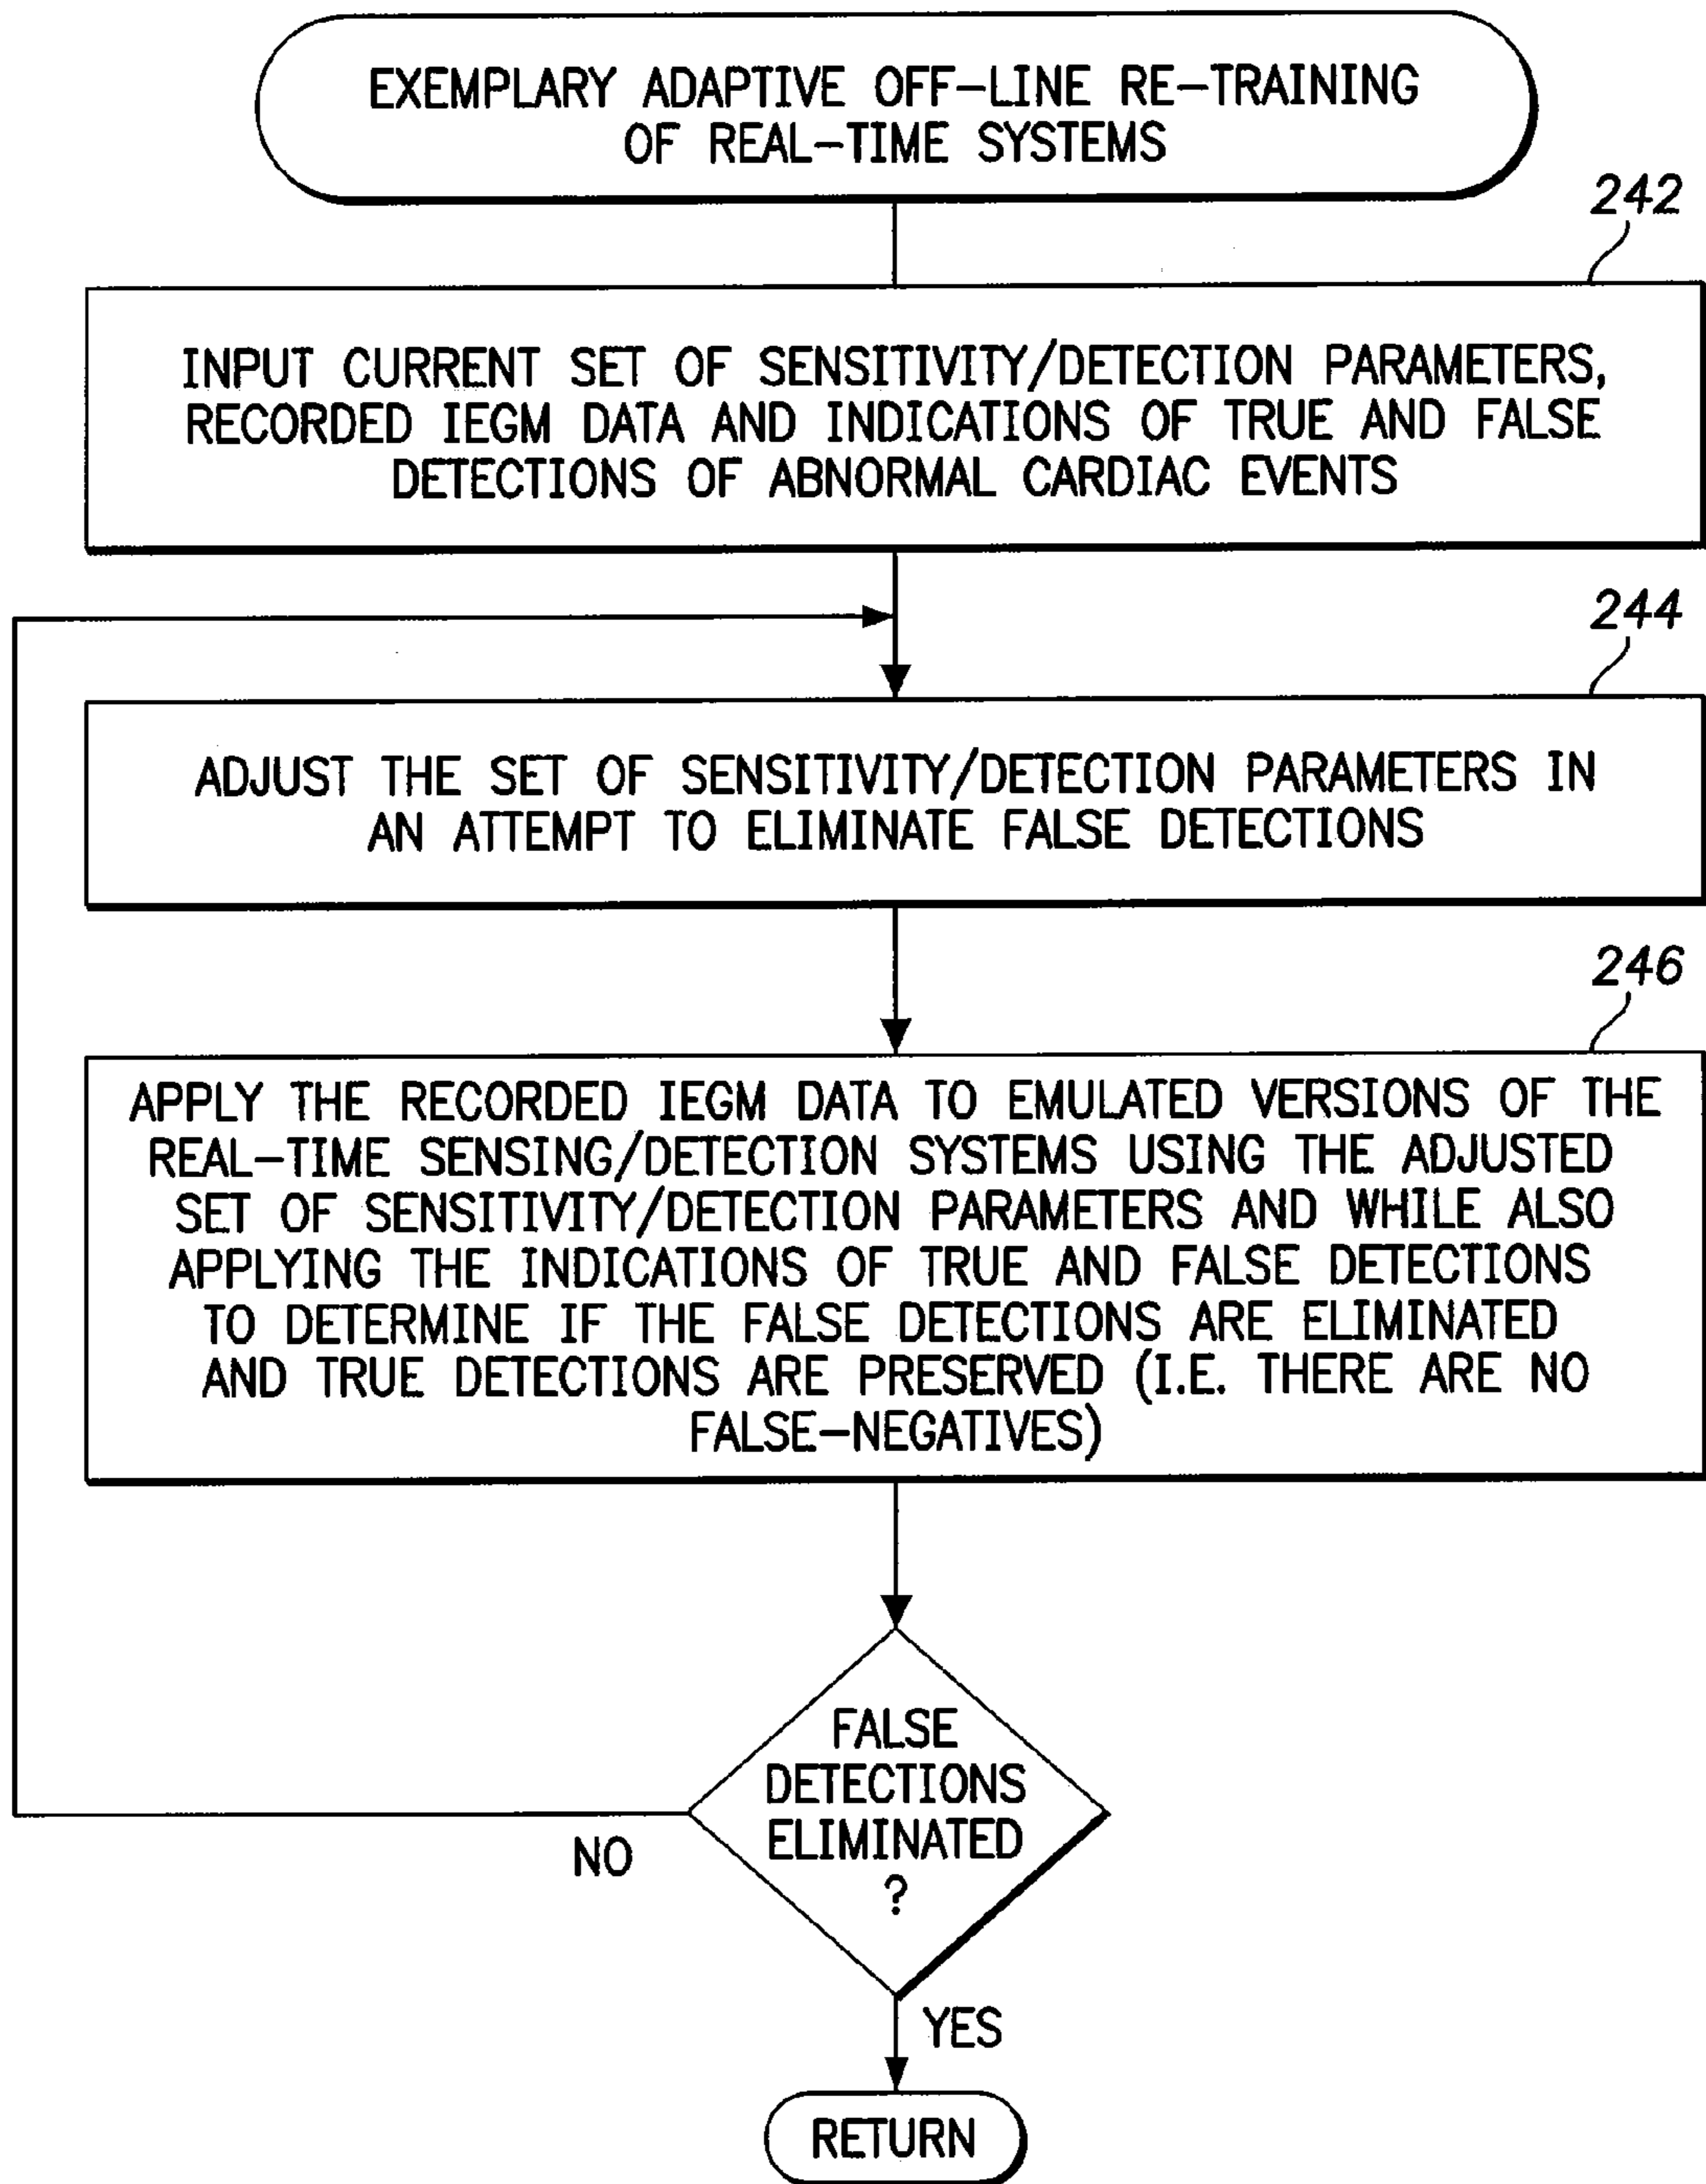 EXEMPLARY ADAPTIVE OFF-LINE RE-TRAINING
OF REAL-TIME SYSTEMS
242
INPUT CURRENT SET OF SENSITIVITY/DETECTION PARAMETERS,
RECORDED IEGM DATA AND INDICATIONS OF TRUE AND FALSE
DETECTIONS OF ABNORMAL CARDIAC EVENTS
244
ADJUST THE SET OF SENSITIVITY/DETECTION PARAMETERS IN
AN ATTEMPT TO ELIMINATE FALSE DETECTIONS
246
APPLY THE RECORDED IEGM DATA TO EMULATED VERSIONS OF THE
REAL-TIME SENSING/DETECTION SYSTEMS USING THE ADJUSTED
SET OF SENSITIVITY/DETECTION PARAMETERS AND WHILE ALSO
APPLYING THE INDICATIONS OF TRUE AND FALSE DETECTIONS
TO DETERMINE IF THE FALSE DETECTIONS ARE ELIMINATED
AND TRUE DETECTIONS ARE PRESERVED (I.E. THERE ARE NO
FALSE-NEGATIVES)
FALSE
DETECTIONS
ELIMINATED
?
NO
YES
RETURN